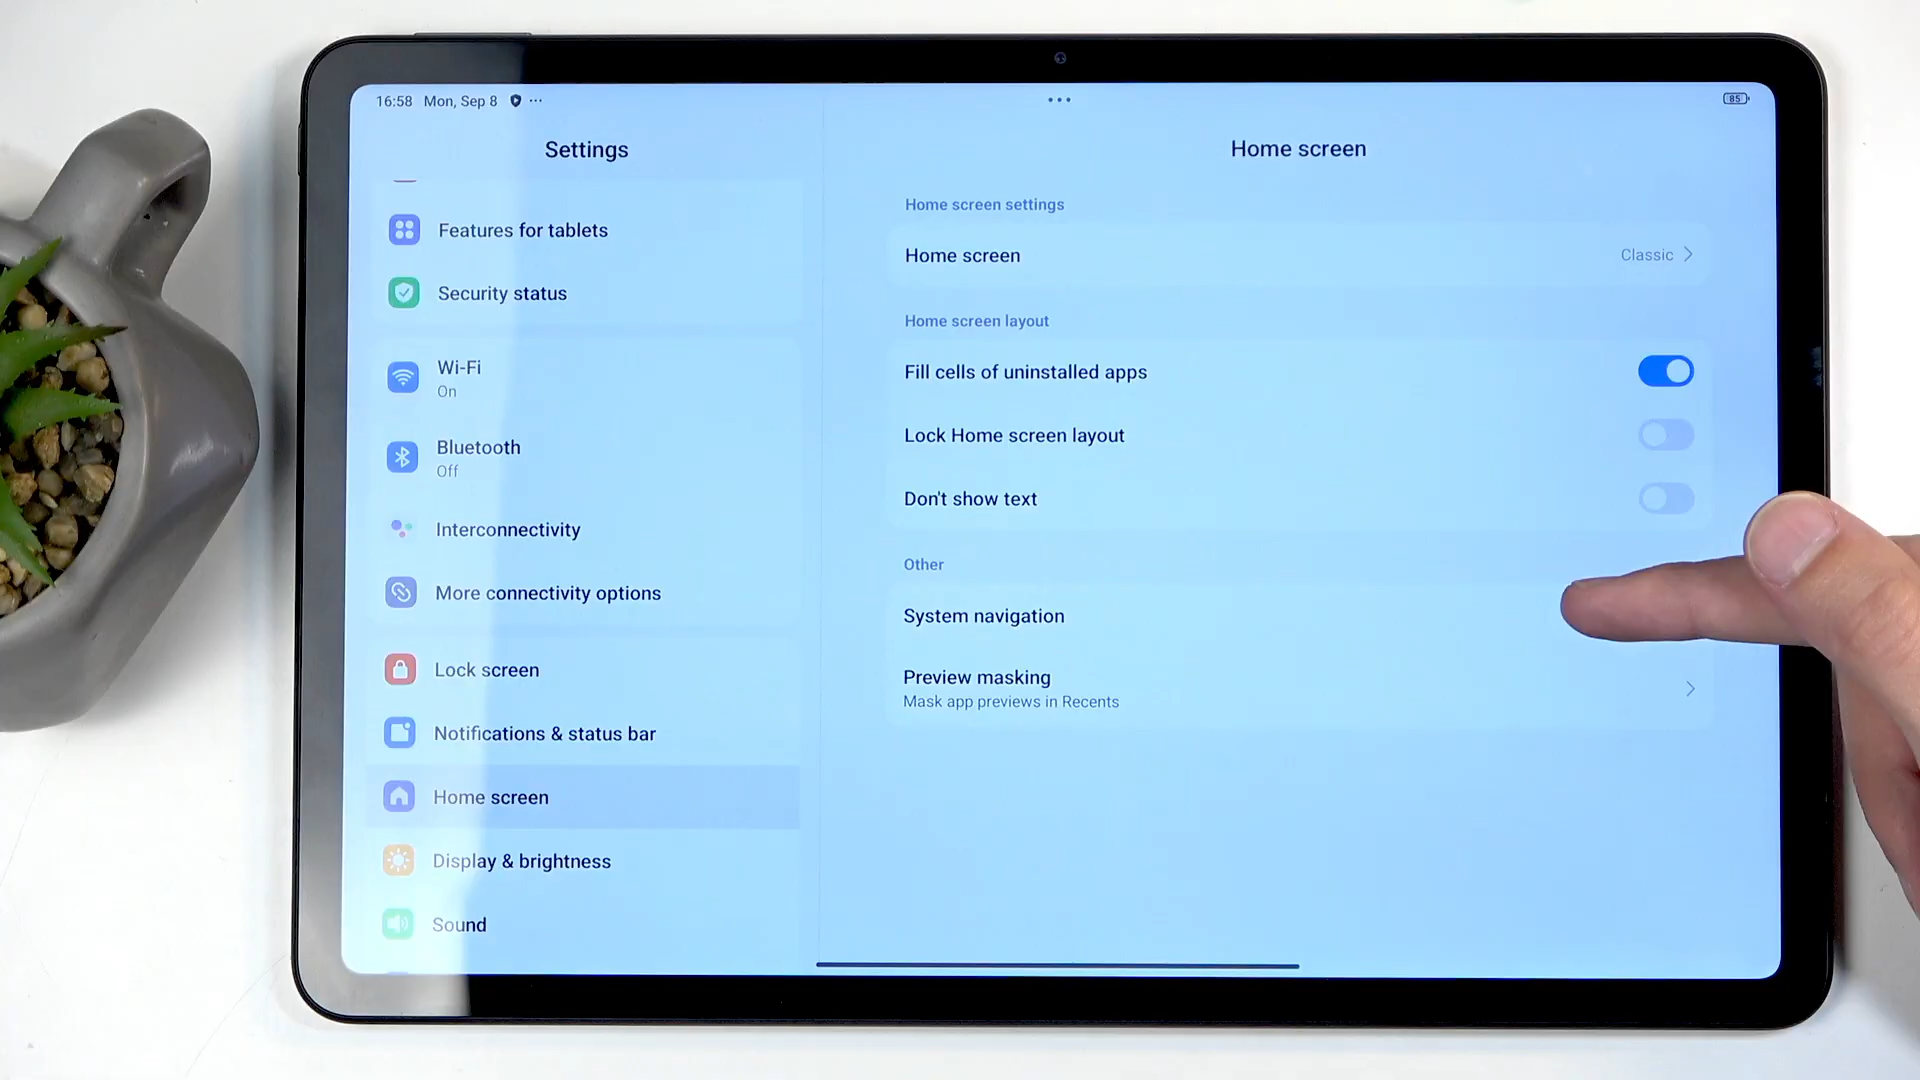 16:58 Mon, Sep 8
85
Settings
Features for tablets
Security status
Wi-Fi
On
Bluetooth
Off
Interconnectivity
More connectivity options
Lock screen
Notifications & status bar
Home screen
Display & brightness
Sound
Home screen
Home screen settings
Home screen
Classic
Home screen layout
Fill cells of uninstalled apps
Lock Home screen layout
Don't show text
Other
System navigation
Preview masking
Mask app previews in Recents